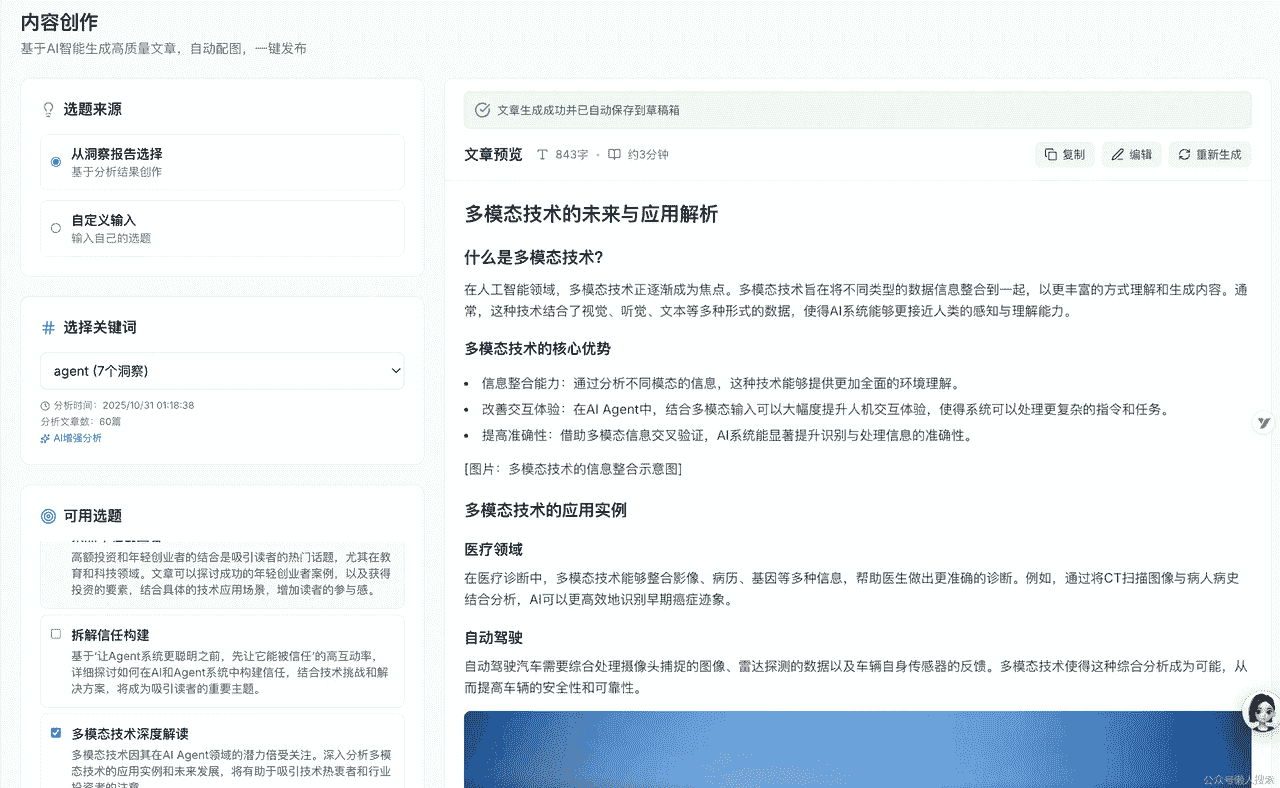 内容创作
基于AI智能生成高质量文章，自动配图，一键发布
选题来源
从洞察报告选择
基于分析结果创作
自定义输入
输入自己的选题
选择关键词
agent (7个洞察)
分析时间：2025/10/31 01:18:38
分析文章数：60篇
AI增强分析
可用选题
高额投资和年轻创业者的结合是吸引读者的热门话题，尤其在教
育和科技领域。文章可以探讨成功的年轻创业者案例，以及获得
投资的要素，结合具体的技术应用场景，增加读者的参与感。
拆解信任构建
基于‘让Agent系统更聪明之前，先让它能被信任’的高互动率，
详细探讨如何在AI和Agent系统中构建信任，结合技术挑战和解
决方案，将成为吸引读者的重要主题。
多模态技术深度解读
多模态技术因其在AI Agent领域的潜力倍受关注。深入分析多模
态技术的应用实例和未来发展，将有助于吸引技术热衷者和行业
投资者的注意
文章生成成功并已自动保存到草稿箱
文章预览 843字 · 约3分钟
复制 编辑 重新生成
多模态技术的未来与应用解析
什么是多模态技术?
在人工智能领域，多模态技术正逐渐成为焦点。多模态技术旨在将不同类型的数据信息整合到一起，以更丰富的方式理解和生成内容。通
常，这种技术结合了视觉、听觉、文本等多种形式的数据，使得AI系统能够更接近人类的感知与理解能力。
多模态技术的核心优势
• 信息整合能力：通过分析不同模态的信息，这种技术能够提供更加全面的环境理解。
• 改善交互体验：在AI Agent中，结合多模态输入可以大幅度提升人机交互体验，使得系统可以处理更复杂的指令和任务。
• 提高准确性：借助多模态信息交叉验证，AI系统能显著提升识别与处理信息的准确性。
[图片：多模态技术的信息整合示意图]
多模态技术的应用实例
医疗领域
在医疗诊断中，多模态技术能够整合影像、病历、基因等多种信息，帮助医生做出更准确的诊断。例如，通过将CT扫描图像与病人病史
结合分析，AI可以更高效地识别早期癌症迹象。
自动驾驶
自动驾驶汽车需要综合处理摄像头捕捉的图像、雷达探测的数据以及车辆自身传感器的反馈。多模态技术使得这种综合分析成为可能，从
而提高车辆的安全性和可靠性。
公众号懒人搜索